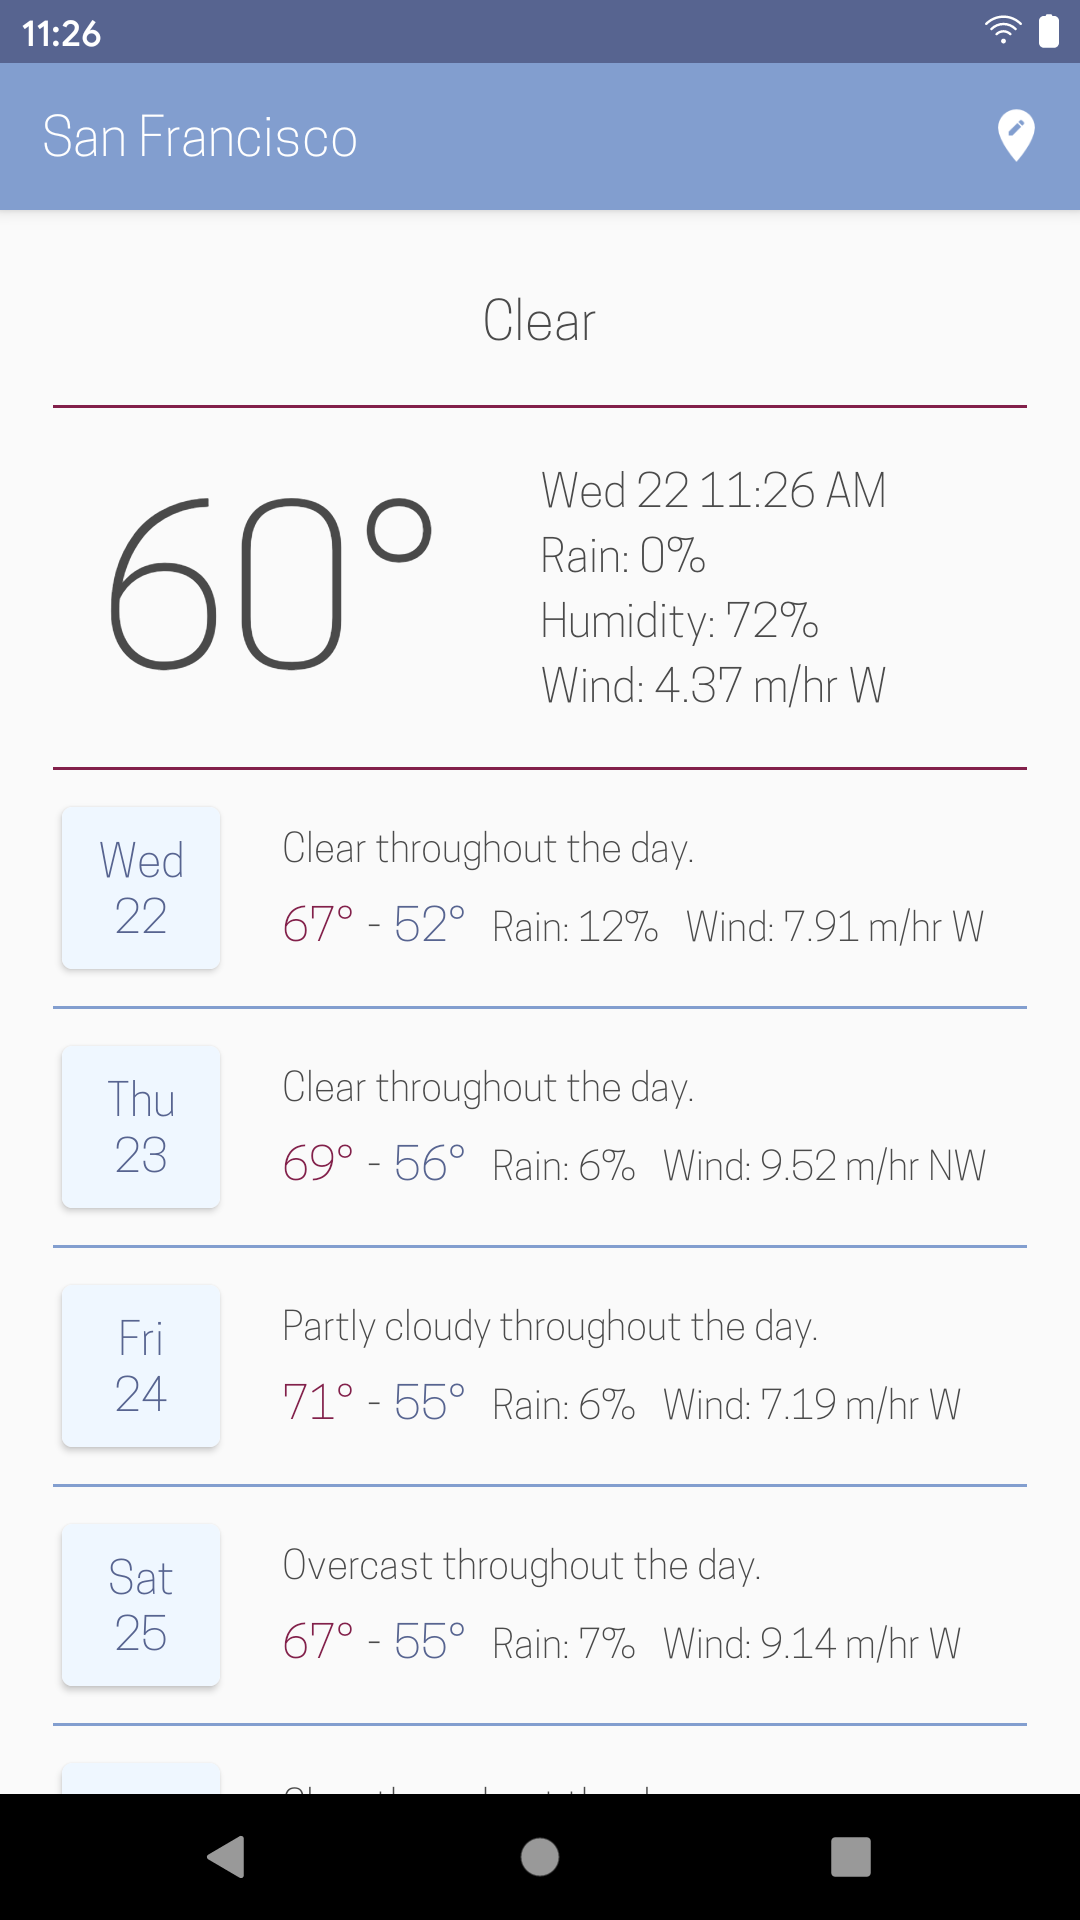 11:26
San Francisco
Clear
60°
Wed 22 11:26 AM
Rain: 0%
Humidity: 72%
Wind: 4.37 m/hr W
Wed
22
Clear throughout the day.
67° - 52° Rain: 12% Wind: 7.91 m/hr W
Thu
23
Clear throughout the day.
69° - 56° Rain: 6% Wind: 9.52 m/hr NW
Fri
24
Partly cloudy throughout the day.
71° - 55° Rain: 6% Wind: 7.19 m/hr W
Sat
25
Overcast throughout the day.
67° - 55° Rain: 7% Wind: 9.14 m/hr W